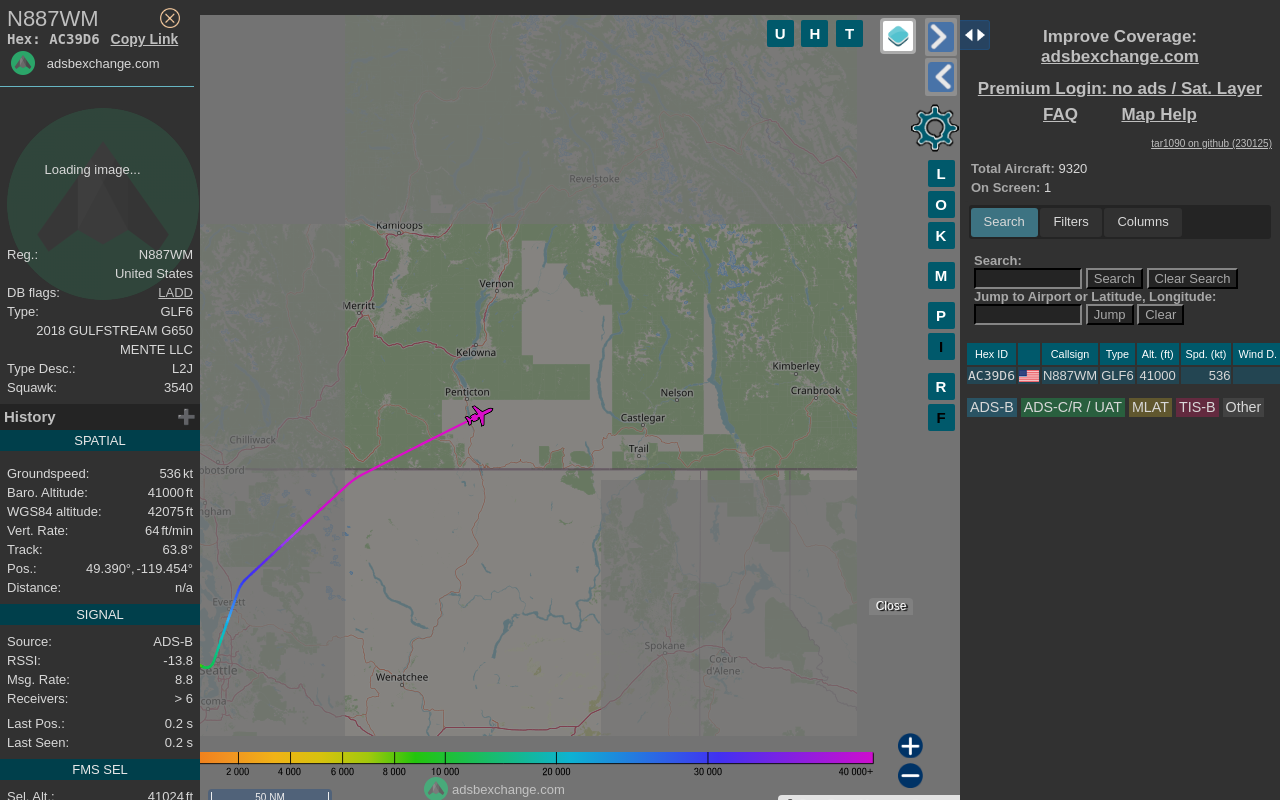 N887WM
Hex: AC39D6 Copy Link
adsbexchange.com
Loading image...
Reg.: N887WM
United States
DB flags: LADD
Type: GLF6
2018 GULFSTREAM G650
MENTE LLC
Type Desc.: L2J
Squawk: 3540
History
SPATIAL
Groundspeed: 536 kt
Baro. Altitude: 41000 ft
WGS84 altitude: 42075 ft
Vert. Rate: 64 ft/min
Track: 63.8°
Pos.: 49.390°, -119.454°
Distance: n/a
SIGNAL
Source: ADS-B
RSSI: -13.8
Msg. Rate: 8.8
Receivers: > 6
Last Pos.: 0.2 s
Last Seen: 0.2 s
FMS SEL
Sel. Alt.: 41024 ft
U H T
L
O
K
M
P
I
R
F
Revelstoke
Kamloops
Vernon
Merritt
Kelowna
Kimberley
Penticton
Nelson
Cranbrook
Castlegar
Chilliwack
Trail
bbotsford
ngham
Everett
Seattle
Spokane
Coeur
d'Alene
Wenatchee
coma
Close
2 000 4 000 6 000 8 000 10 000 20 000 30 000 40 000+
adsbexchange.com
50 NM
Improve Coverage:
adsbexchange.com
Premium Login: no ads / Sat. Layer
FAQ Map Help
tar1090 on github (230125)
Total Aircraft: 9320
On Screen: 1
Search Filters Columns
Search:
Search Clear Search
Jump to Airport or Latitude, Longitude:
Jump Clear
Hex ID Callsign Type Alt. (ft) Spd. (kt) Wind D.
AC39D6 N887WM GLF6 41000 536
ADS-B ADS-C/R / UAT MLAT TIS-B Other